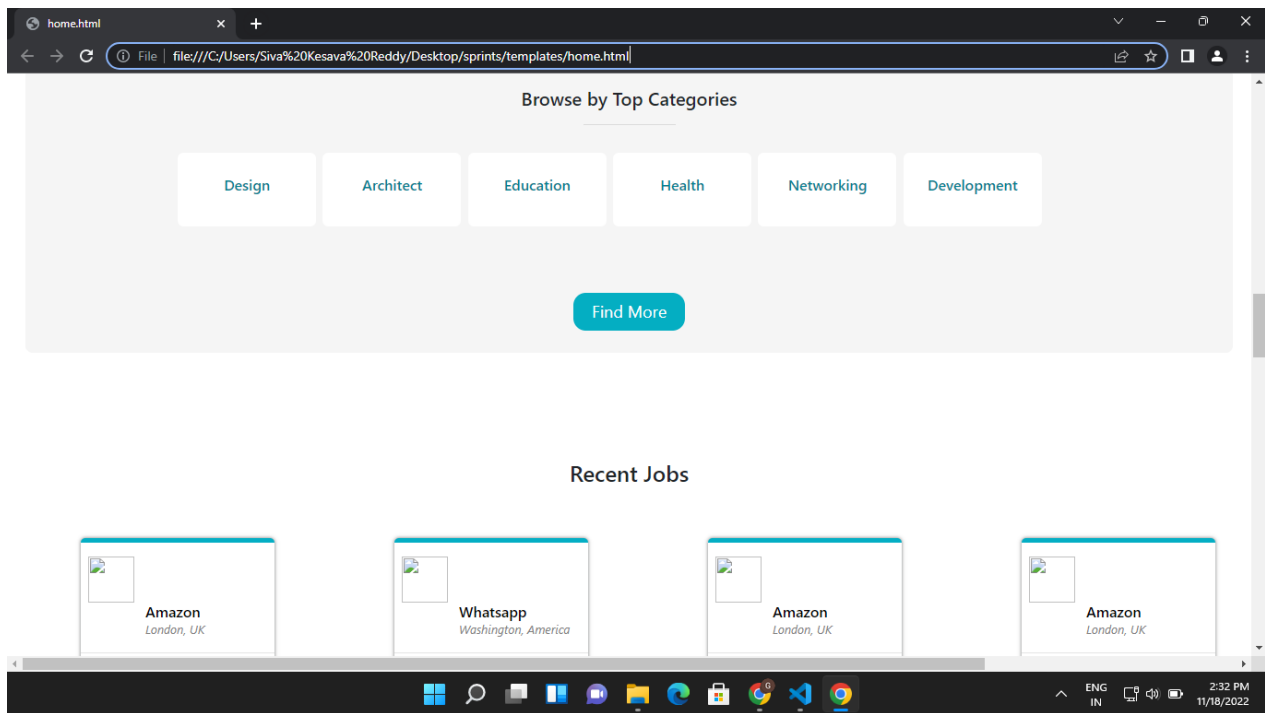 home.html
File
file:///C:/Users/Siva%20Kesava%20Reddy/Desktop/sprints/templates/home.html
Browse by Top Categories
Design Architect Education Health Networking Development
Find More
Recent Jobs
Amazon Whatsapp Amazon Amazon
London, UK Washington, America London, UK London, UK
ENG 2:32 PM
IN 11/18/2022